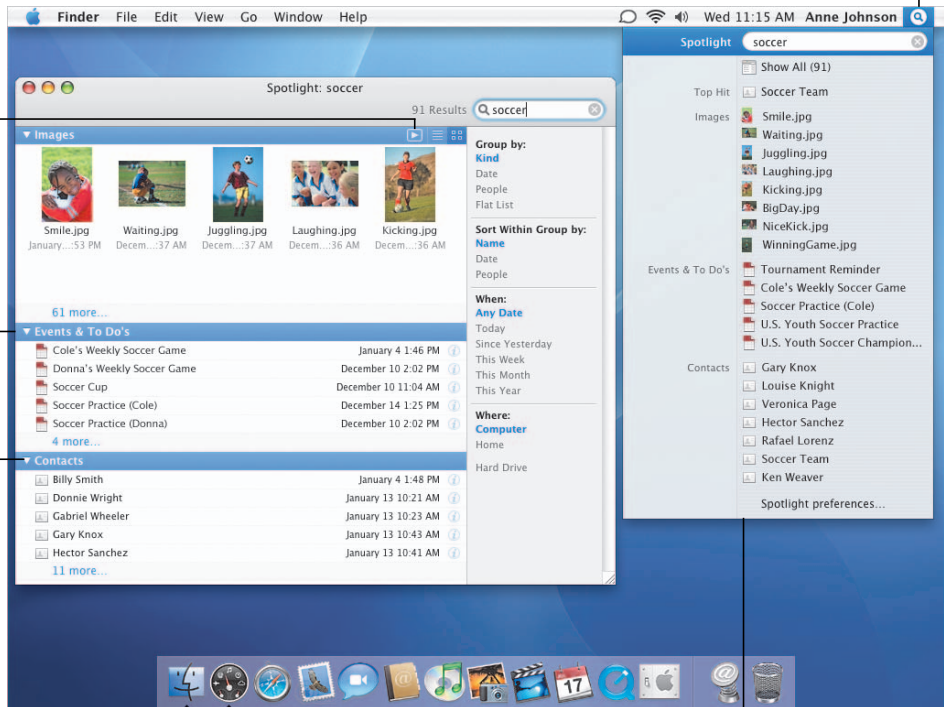 Finder File Edit View Go Window Help Wed 11:15 AM Anne Johnson
Spotlight: soccer
91 Results soccer
Images
Smile.jpg Waiting.jpg Juggling.jpg Laughing.jpg Kicking.jpg
January...:53 PM Decem...:37 AM Decem...:37 AM Decem...:36 AM Decem...:36 AM
61 more...
Events & To Do's
Cole's Weekly Soccer Game January 4 1:46 PM
Donna's Weekly Soccer Game December 10 2:02 PM
Soccer Cup December 10 11:04 AM
Soccer Practice (Cole) December 14 1:25 PM
Soccer Practice (Donna) December 10 2:02 PM
4 more...
Contacts
Billy Smith January 4 1:48 PM
Donnie Wright January 13 10:21 AM
Gabriel Wheeler January 13 10:23 AM
Gary Knox January 13 10:43 AM
Hector Sanchez January 13 10:41 AM
11 more...
Group by:
Kind
Date
People
Flat List
Sort Within Group by:
Name
Date
People
When:
Any Date
Today
Since Yesterday
This Week
This Month
This Year
Where:
Computer
Home
Hard Drive
Spotlight soccer
Show All (91)
Top Hit Soccer Team
Images Smile.jpg
Waiting.jpg
Juggling.jpg
Laughing.jpg
Kicking.jpg
BigDay.jpg
NiceKick.jpg
WinningGame.jpg
Events & To Do's Tournament Reminder
Cole's Weekly Soccer Game
Soccer Practice (Cole)
U.S. Youth Soccer Practice
U.S. Youth Soccer Champion...
Contacts Gary Knox
Louise Knight
Veronica Page
Hector Sanchez
Rafael Lorenz
Soccer Team
Ken Weaver
Spotlight preferences...
17